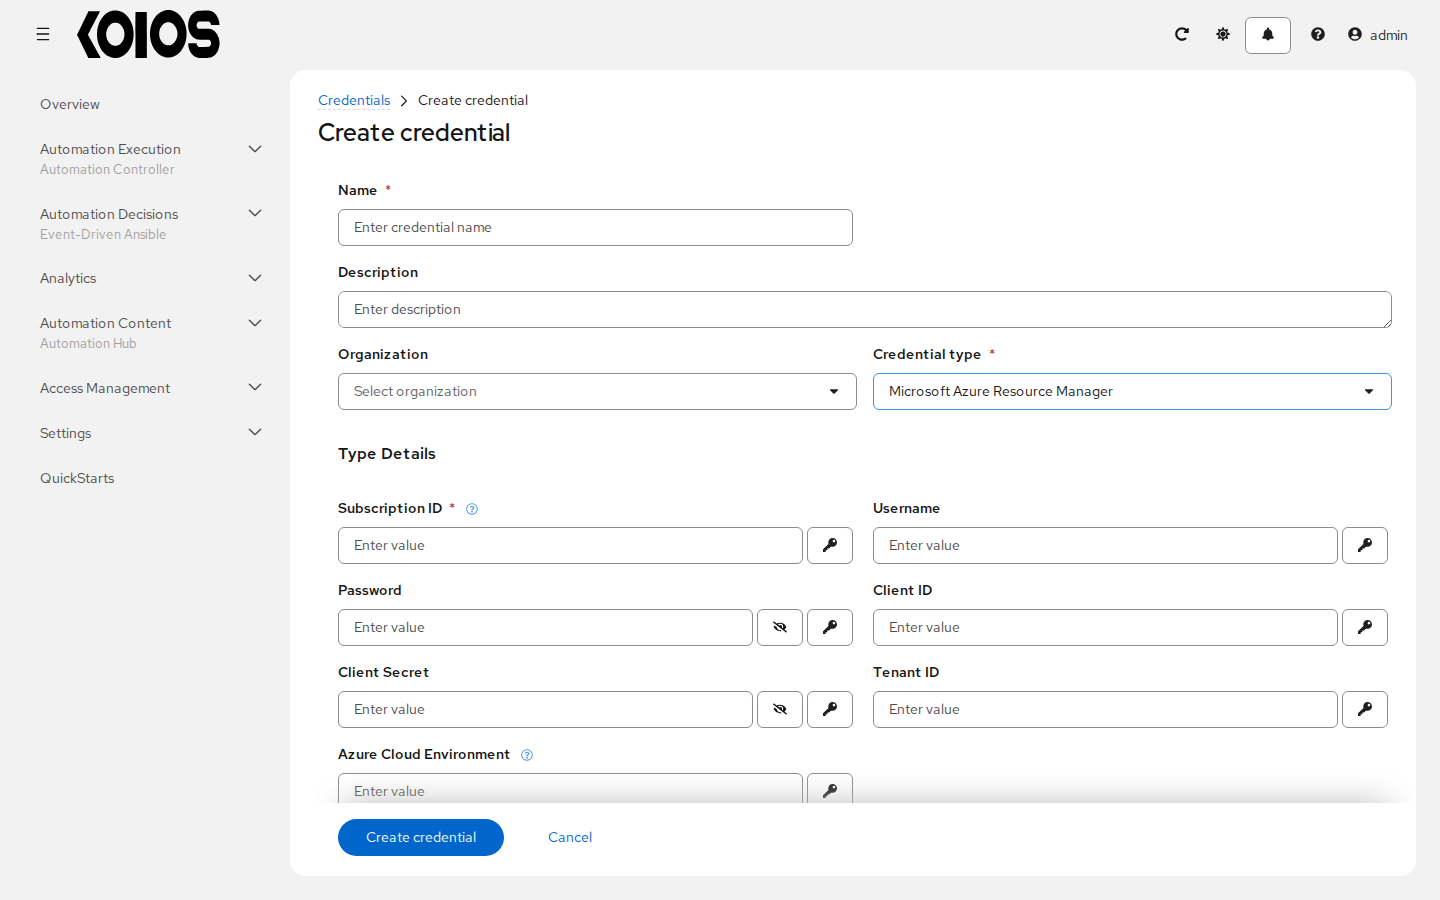 KOIOS
admin
Overview
Automation Execution
Automation Controller
Automation Decisions
Event-Driven Ansible
Analytics
Automation Content
Automation Hub
Access Management
Settings
QuickStarts
Credentials > Create credential
Create credential
Name *
Enter credential name
Description
Enter description
Organization
Credential type *
Select organization
Microsoft Azure Resource Manager
Type Details
Subscription ID *
Username
Enter value
Enter value
Password
Client ID
Enter value
Enter value
Client Secret
Tenant ID
Enter value
Enter value
Azure Cloud Environment
Enter value
Create credential
Cancel